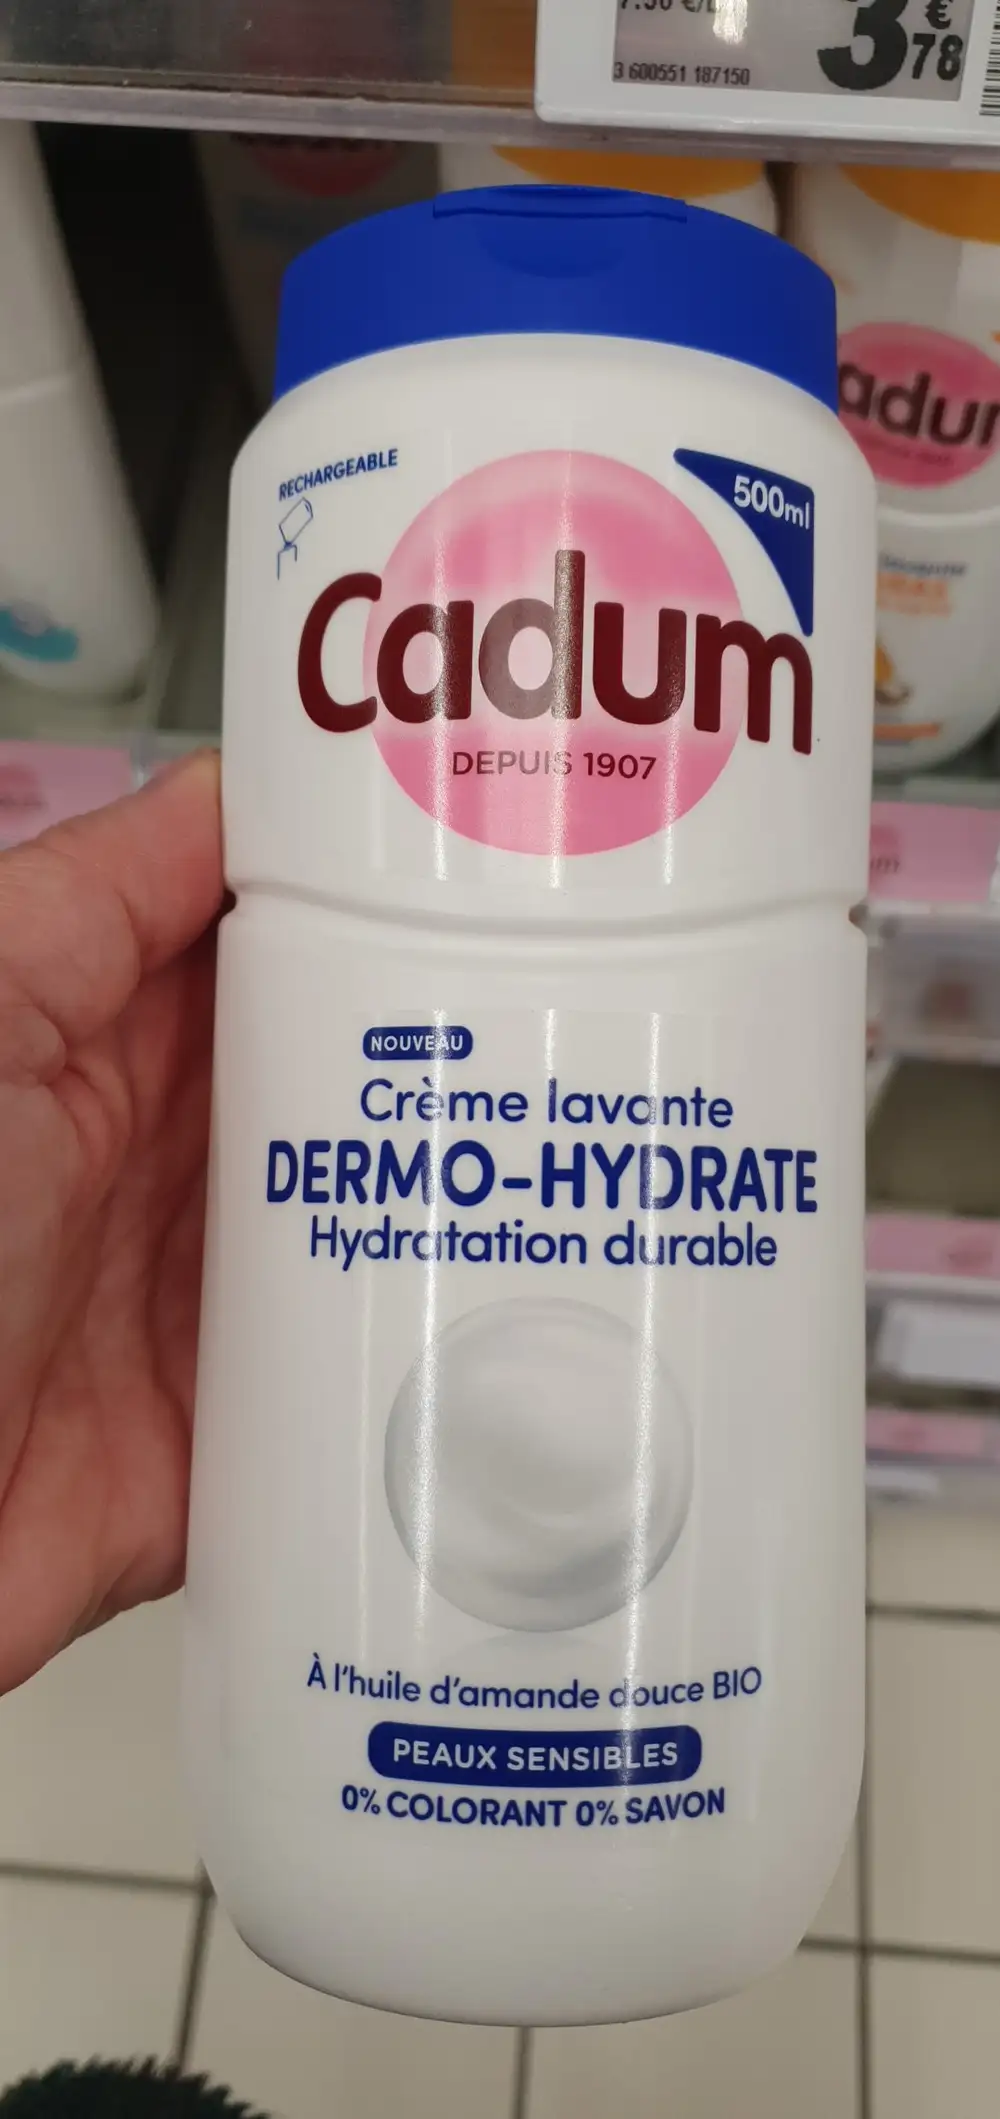 3
€
78
3 600551 187150
RECHARGEABLE
500ml
Cadum
DEPUIS 1907
NOUVEAU
Crème lavante
DERMO-HYDRATE
Hydratation durable
À l'huile d'amande douce BIO
PEAUX SENSIBLES
0% COLORANT 0% SAVON